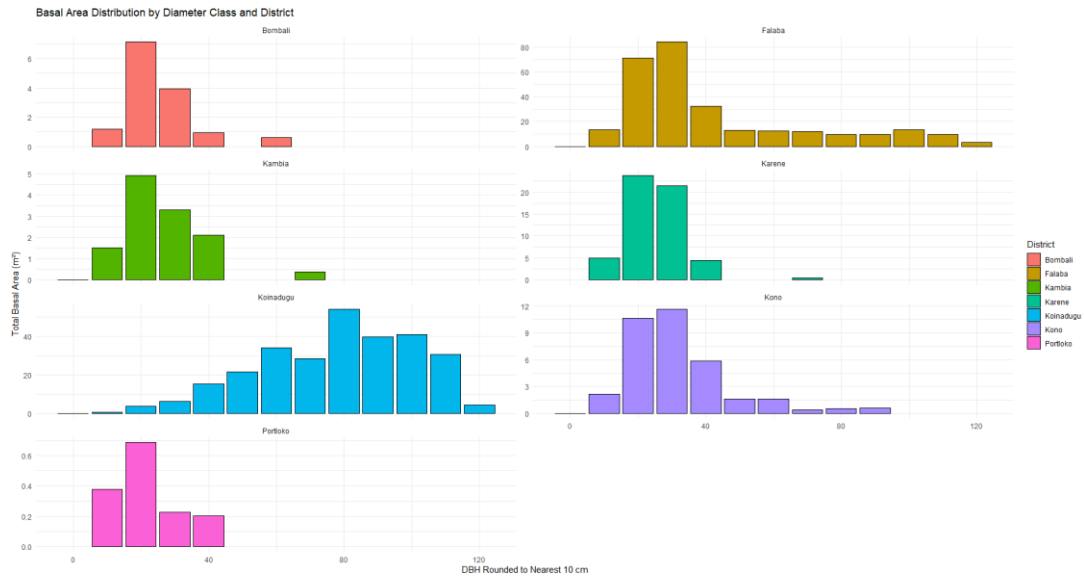 Basal Area Distribution by Diameter Class and District
Bombali
Falaba
6
4
2
0
80
60
40
20
0
Kambia
Karene
5
4
3
2
1
0
20
15
10
5
0
Koinadugu
Kono
40
20
0
12
9
6
3
0
0
40
80
120
Portloko
0.6
0.4
0.2
0.0
0
40
80
120
Total Basal Area (m²)
DBH Rounded to Nearest 10 cm
District
Bombali
Falaba
Kambia
Karene
Koinadugu
Kono
Portloko